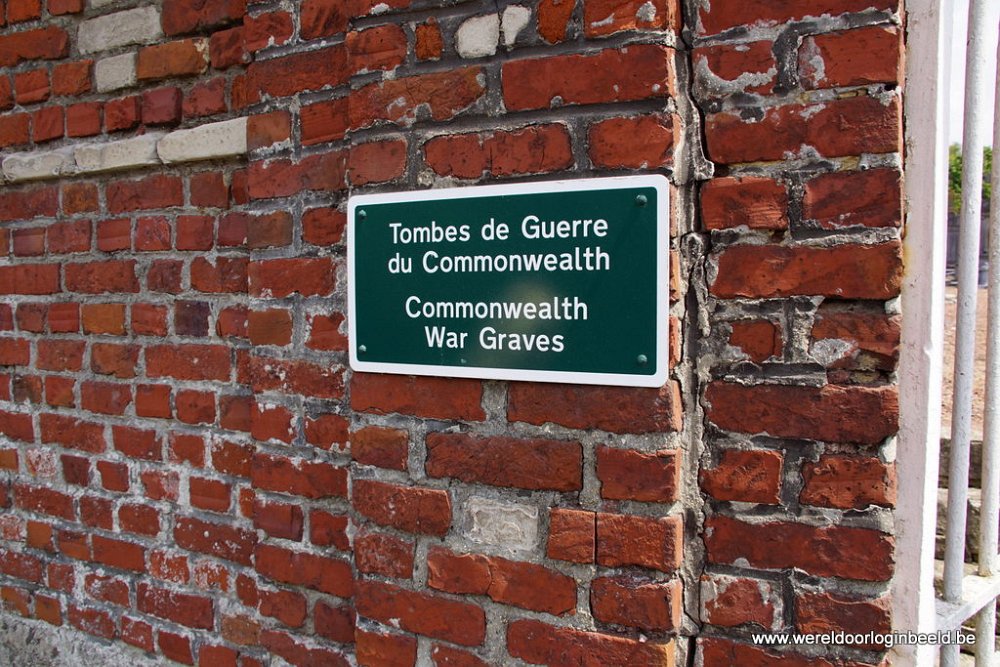 Tombes de Guerre
du Commonwealth
Commonwealth
War Graves
www.wereldoorloginbeeld.be